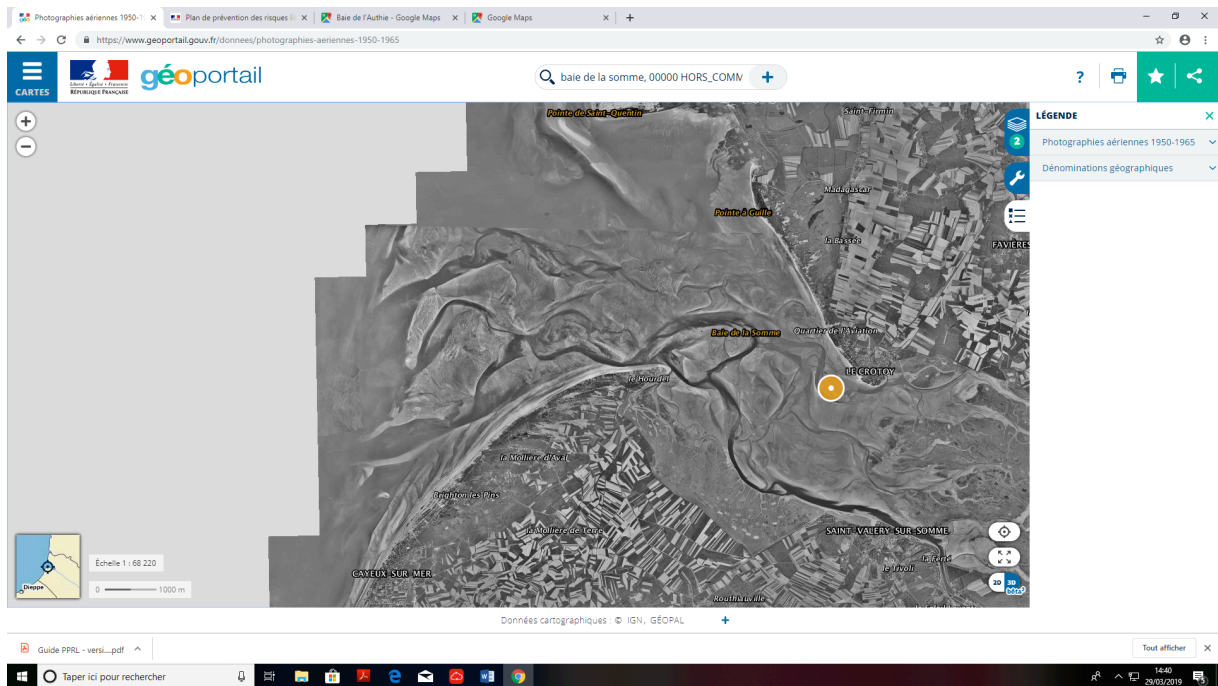 Photographies aériennes 1950-1
Plan de prévention des risques li
Baie de l'Authie - Google Maps
Google Maps
https://www.geoportail.gouv.fr/donnees/photographies-aeriennes-1950-1965
CARTES
Liberté • Égalité • Fraternité
RÉPUBLIQUE FRANÇAISE
géoportail
baie de la somme, 00000 HORS_COMM
+
?
+
−
Pointe de Saint-Quentin
Saint-Firmin
2
LÉGENDE
Photographies aériennes 1950-1965
Dénominations géographiques
Madagascar
Pointe à Guille
la Bassée
FAVIÈRES
Baie de la Somme
Quartier de l'Aviation
LE CROTOY
le Hourdel
la Mollière d'Aval
Brighton les Pins
la Mollière de Terre
SAINT-VALERY-SUR-SOMME
la Ferté
le Tivoli
CAYEUX-SUR-MER
Routhiauville
Dieppe
Échelle 1 : 68 220
0 1000 m
2D 3D
bêta
Données cartographiques : © IGN, GÉOPAL +
Guide PPRL - versi....pdf
Tout afficher
Taper ici pour rechercher
14:40
29/03/2019
5